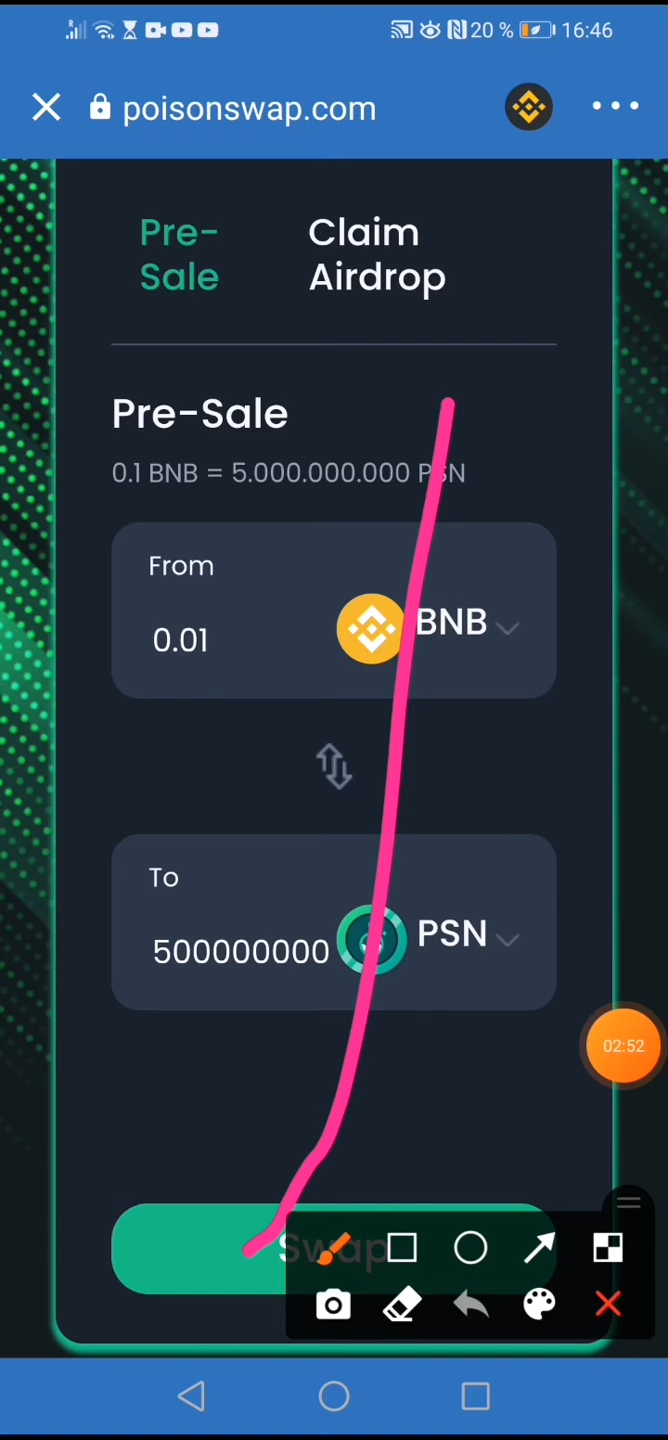 R 20 % 16:46
poisonswap.com
Pre-
Sale
Claim
Airdrop
Pre-Sale
0.1 BNB = 5.000.000.000 PSN
From
0.01 BNB
To
500000000 PSN
02:52
Swap